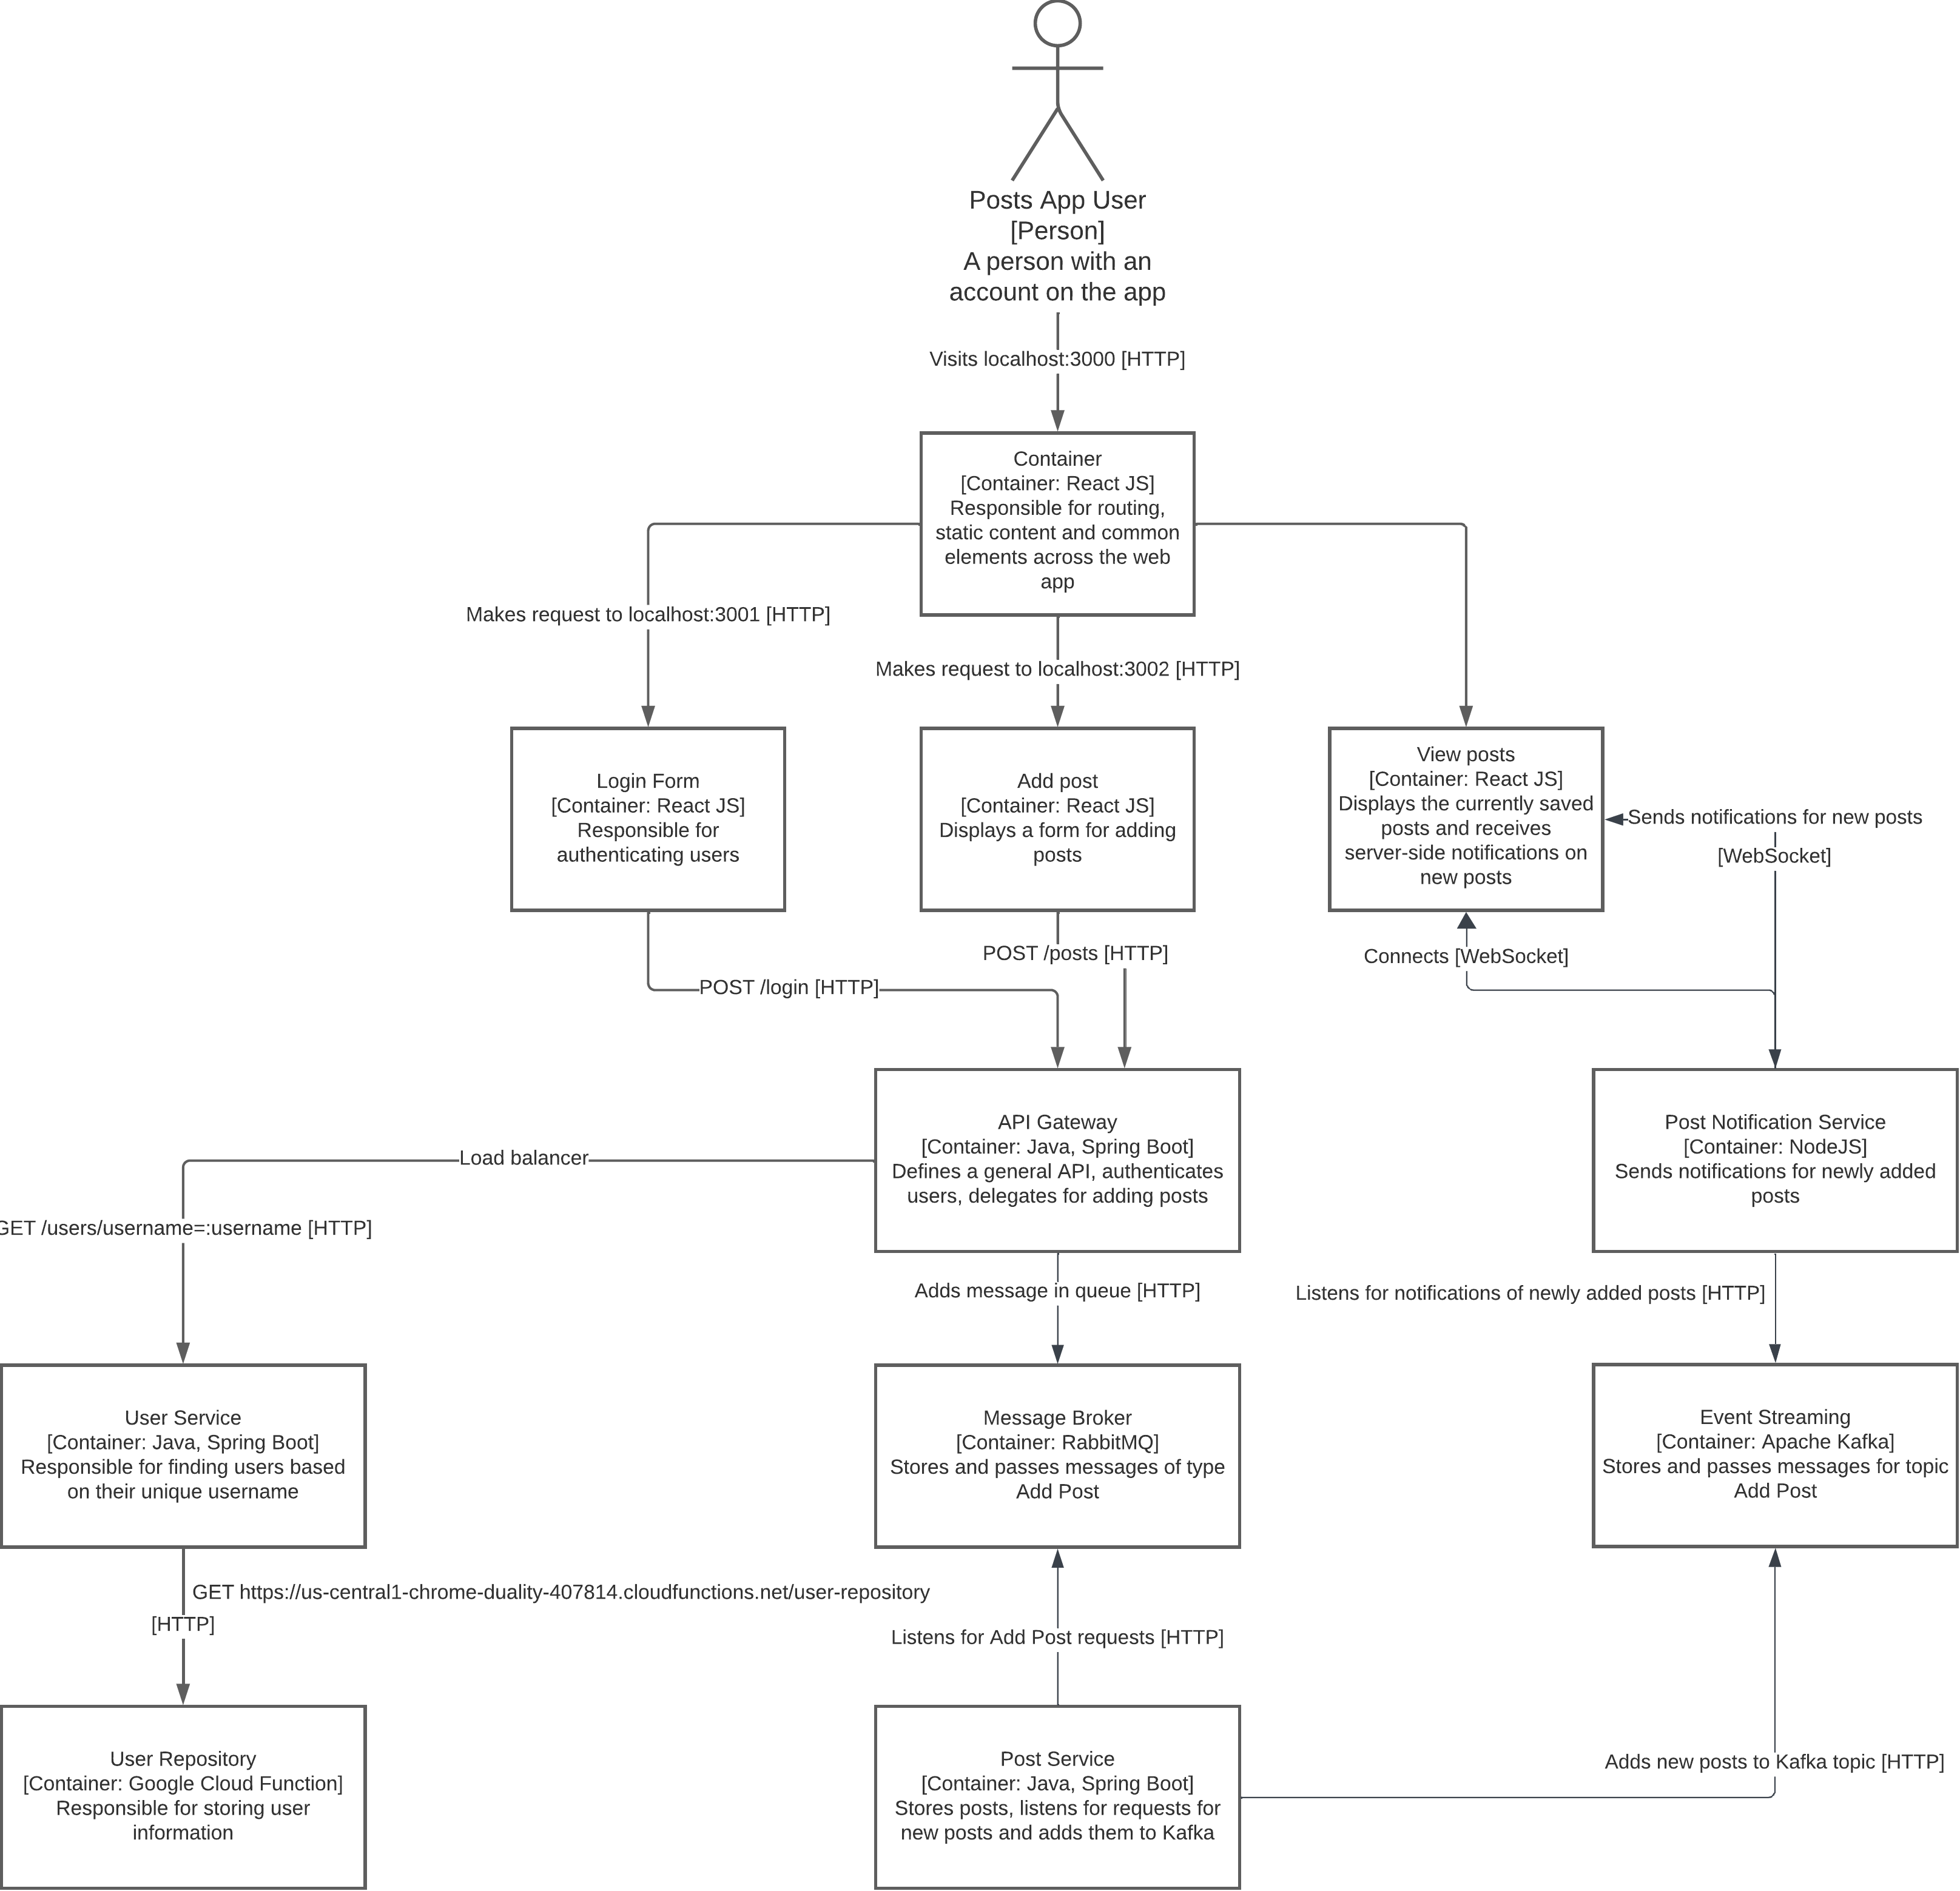 Posts App User
[Person]
A person with an
account on the app
Visits localhost:3000 [HTTP]
Container
[Container: React JS]
Responsible for routing,
static content and common
elements across the web
app
Makes request to localhost:3001 [HTTP]
Makes request to localhost:3002 [HTTP]
Login Form
[Container: React JS]
Responsible for
authenticating users
Add post
[Container: React JS]
Displays a form for adding
posts
View posts
[Container: React JS]
Displays the currently saved
posts and receives
server-side notifications on
new posts
Sends notifications for new posts
[WebSocket]
POST /login [HTTP]
POST /posts [HTTP]
Connects [WebSocket]
API Gateway
[Container: Java, Spring Boot]
Defines a general API, authenticates
users, delegates for adding posts
Post Notification Service
[Container: NodeJS]
Sends notifications for newly added
posts
Load balancer
GET /users/username=:username [HTTP]
Adds message in queue [HTTP]
Listens for notifications of newly added posts [HTTP]
User Service
[Container: Java, Spring Boot]
Responsible for finding users based
on their unique username
Message Broker
[Container: RabbitMQ]
Stores and passes messages of type
Add Post
Event Streaming
[Container: Apache Kafka]
Stores and passes messages for topic
Add Post
GET https://us-central1-chrome-duality-407814.cloudfunctions.net/user-repository
[HTTP]
Listens for Add Post requests [HTTP]
User Repository
[Container: Google Cloud Function]
Responsible for storing user
information
Post Service
[Container: Java, Spring Boot]
Stores posts, listens for requests for
new posts and adds them to Kafka
Adds new posts to Kafka topic [HTTP]